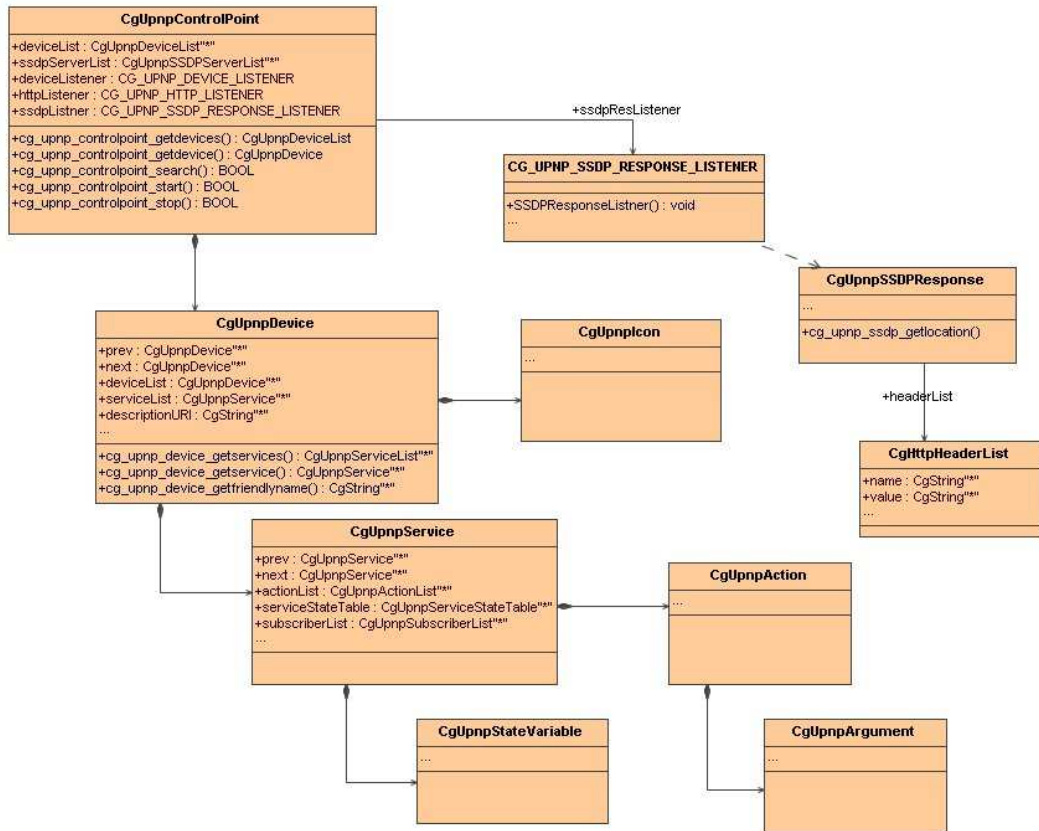 CgUpnpControlPoint
+deviceList : CgUpnpDeviceList"*"
+ssdpServerList : CgUpnpSSDPServerList"*"
+deviceListener : CG_UPNP_DEVICE_LISTENER
+httpListener : CG_UPNP_HTTP_LISTENER
+ssdpListner : CG_UPNP_SSDP_RESPONSE_LISTENER
+cg_upnp_controlpoint_getdevices() : CgUpnpDeviceList
+cg_upnp_controlpoint_getdevice() : CgUpnpDevice
+cg_upnp_controlpoint_search() : BOOL
+cg_upnp_controlpoint_start() : BOOL
+cg_upnp_controlpoint_stop() : BOOL
+ssdpResListener
CG_UPNP_SSDP_RESPONSE_LISTENER
+SSDPResponseListner() : void
...
CgUpnpSSDPResponse
...
+cg_upnp_ssdp_getlocation()
+headerList
CgHttpHeaderList
+name : CgString"*"
+value : CgString"*"
...
CgUpnpDevice
+prev : CgUpnpDevice"*"
+next : CgUpnpDevice"*"
+deviceList : CgUpnpDevice"*"
+serviceList : CgUpnpService"*"
+descriptionURI : CgString"*"
...
+cg_upnp_device_getservices() : CgUpnpServiceList"*"
+cg_upnp_device_getservice() : CgUpnpService"*"
+cg_upnp_device_getfriendlyname() : CgString"*"
CgUpnpIcon
...
CgUpnpService
+prev : CgUpnpService"*"
+next : CgUpnpService"*"
+actionList : CgUpnpActionList"*"
+serviceStateTable : CgUpnpServiceStateTable"*"
+subscriberList : CgUpnpSubscriberList"*"
...
CgUpnpAction
...
CgUpnpStateVariable
...
CgUpnpArgument
...